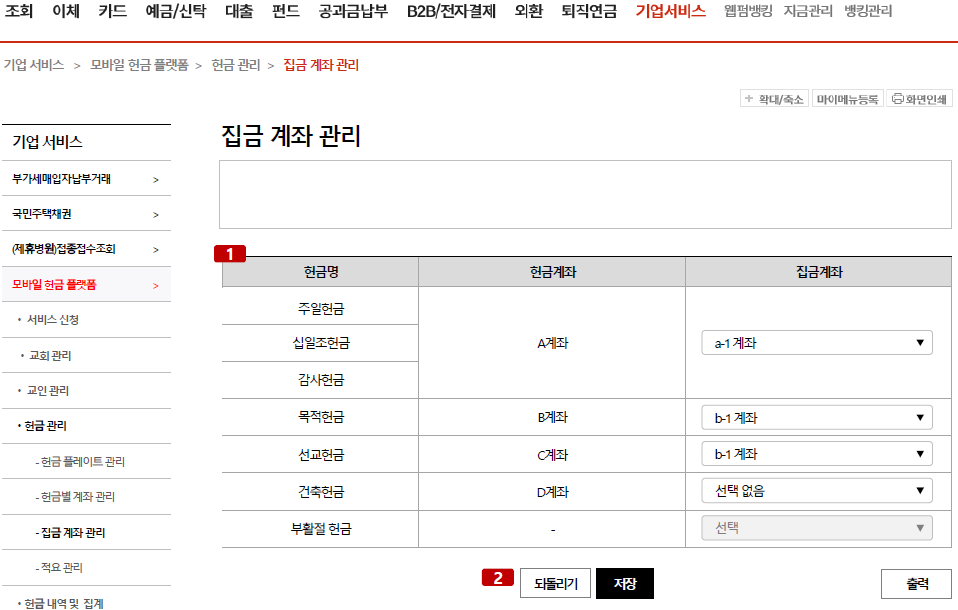 조회 이체 카드 예금/신탁 대출 펀드 공과금납부 B2B/전자결제 외환 퇴직연금 기업서비스 웹펌뱅킹 자금관리 뱅킹관리
기업 서비스 > 모바일 헌금 플랫폼 > 헌금 관리 > 집금 계좌 관리
+ 확대/축소 마이메뉴등록 화면인쇄
기업 서비스
부가세매입자납부거래 >
국민주택채권 >
(제휴병원)접종접수조회 >
모바일 헌금 플랫폼 >
· 서비스 신청
· 교회 관리
· 교인 관리
· 헌금 관리
- 헌금 플레이트 관리
- 헌금별 계좌 관리
- 집금 계좌 관리
- 적요 관리
· 헌금 내역 및 집계
집금 계좌 관리
1
헌금명 헌금계좌 집금계좌
주일헌금
십일조헌금 A계좌 a-1 계좌 ▼
감사헌금
목적헌금 B계좌 b-1 계좌 ▼
선교헌금 C계좌 b-1 계좌 ▼
건축헌금 D계좌 선택 없음 ▼
부활절 헌금 - 선택 ▼
2 되돌리기 저장 출력